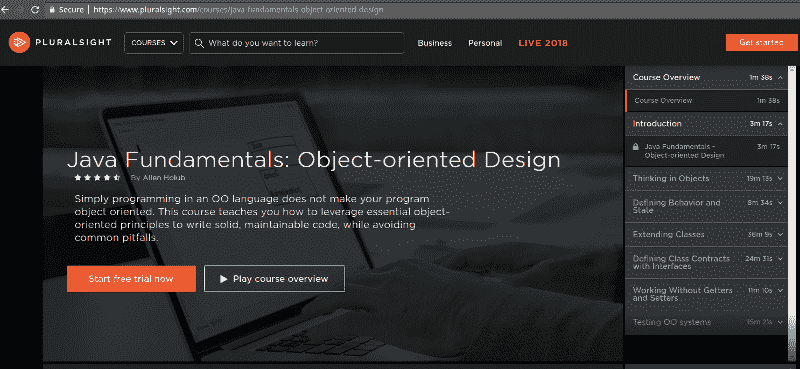 Secure | https://www.pluralsight.com/courses/java-fundamentals-object-oriented-design
PLURALSIGHT
COURSES
What do you want to learn?
Business
Personal
LIVE 2018
Get started
Java Fundamentals: Object-oriented Design
By Allen Holub
Simply programming in an OO language does not make your program
object oriented. This course teaches you how to leverage essential object-
oriented principles to write solid, maintainable code, while avoiding
common pitfalls.
Start free trial now
Play course overview
Course Overview 1m 38s
Course Overview 1m 38s
Introduction 3m 17s
Java Fundamentals - 3m 17s
Object-oriented Design
Thinking in Objects 19m 13s
Defining Behavior and 9m 34s
State
Extending Classes 36m 9s
Defining Class Contracts 24m 31s
with Interfaces
Working Without Getters 11m 10s
and Setters
Testing OO systems 15m 21s